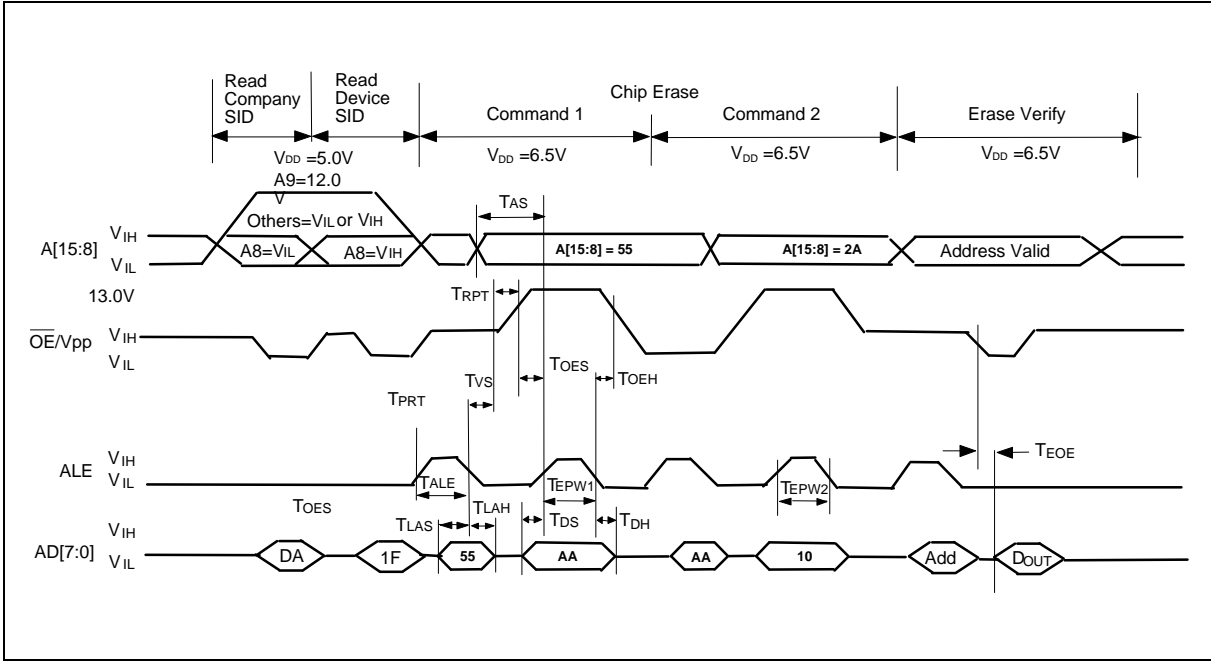 Read
Company
SID
Read
Device
SID
Chip Erase
Command 1
Command 2
Erase Verify
VDD =5.0V
VDD =6.5V
VDD =6.5V
VDD =6.5V
A9=12.0
V
Others=VIL or VIH
TAS
A[15:8]
VIH
VIL
A8=VIL
A8=VIH
A[15:8] = 55
A[15:8] = 2A
Address Valid
13.0V
TRPT
OE/Vpp
VIH
VIL
TVS
TOES
TOEH
TPRT
ALE
VIH
VIL
TALE
TEPW1
TEPW2
TEOE
TOES
TLAS
TLAH
TDS
TDH
AD[7:0]
VIH
VIL
DA
1F
55
AA
AA
10
Add
DOUT